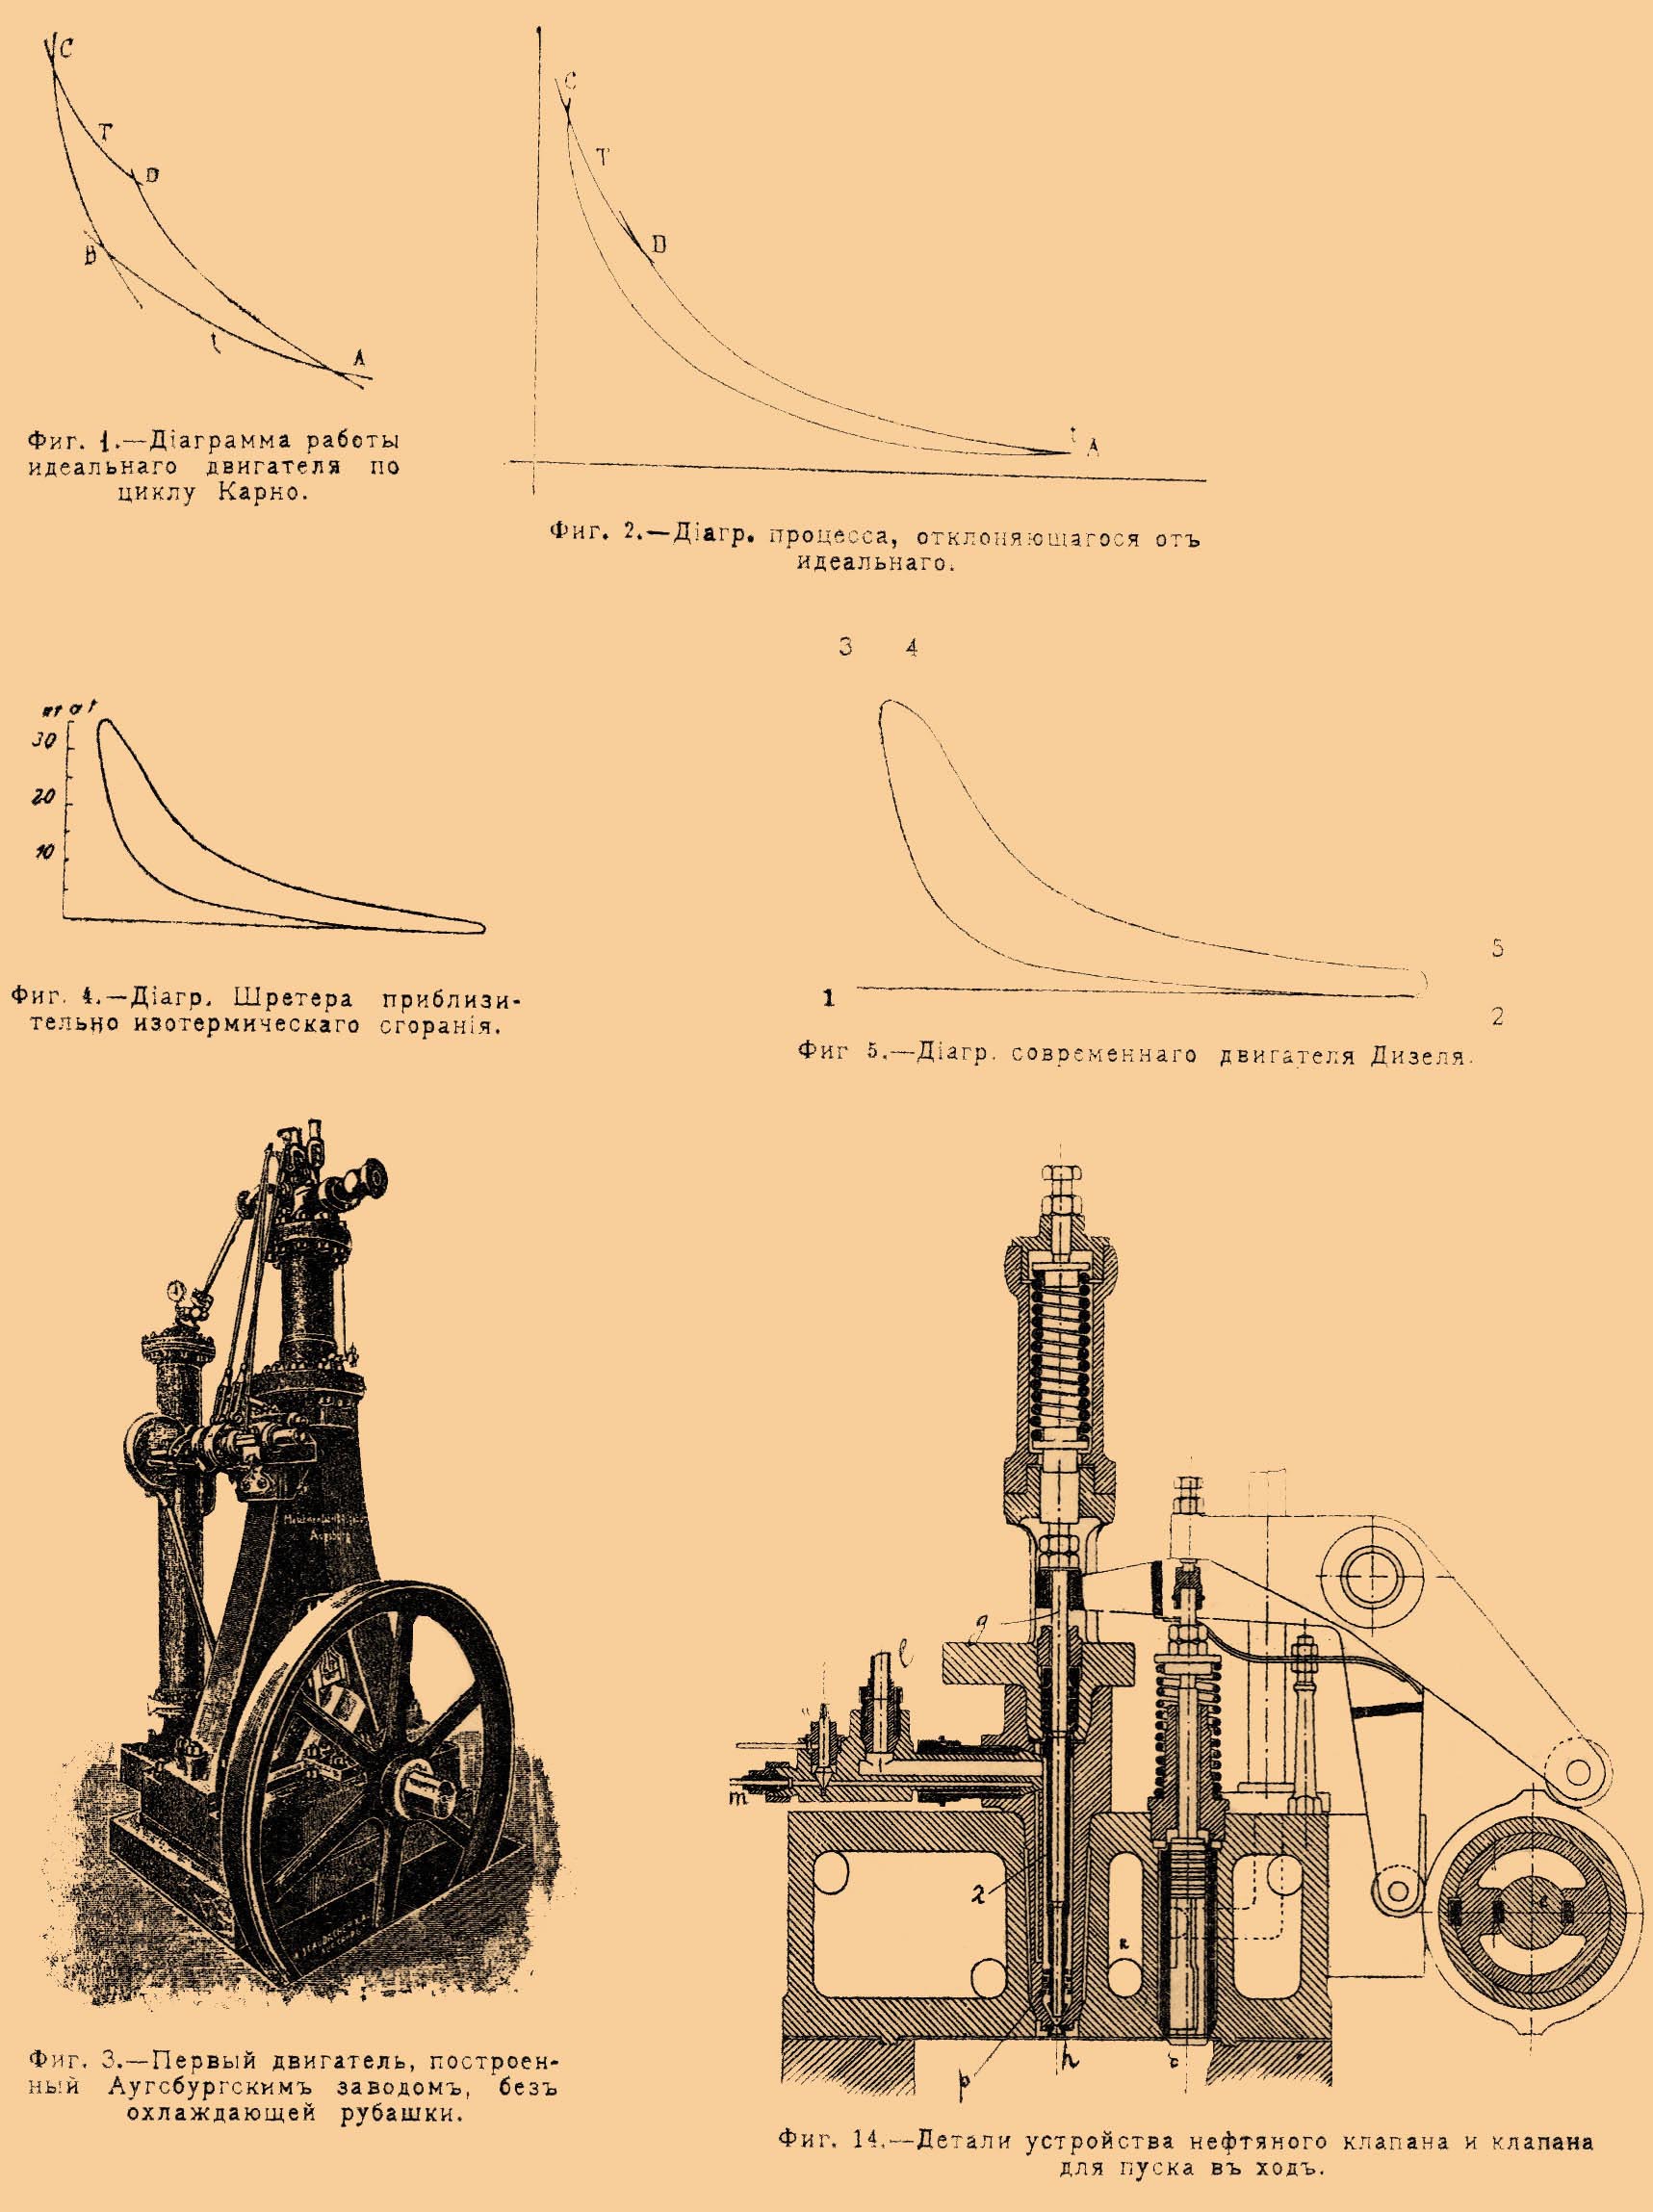 C
T
D
B
t
A
Фиг. 1.—Діаграмма работы
идеальнаго двигателя по
циклу Карно.
C
T
D
t
A
Фиг. 2.—Діагр. процесса, отклоняющагося отъ
идеальнаго.
3 4
30
20
10
Фиг. 4.—Діагр. Шретера приблизи-
тельно изотермическаго сгоранія.
5
1
2
Фиг 5.—Діагр. современнаго двигателя Дизеля.
Augsburg
g
l
m
2
к
p
h
c
Фиг. 3.—Первый двигатель, построен-
ный Аугсбургскимъ заводомъ, безъ
охлаждающей рубашки.
Фиг. 14.—Детали устройства нефтяного клапана и клапана
для пуска въ ходъ.